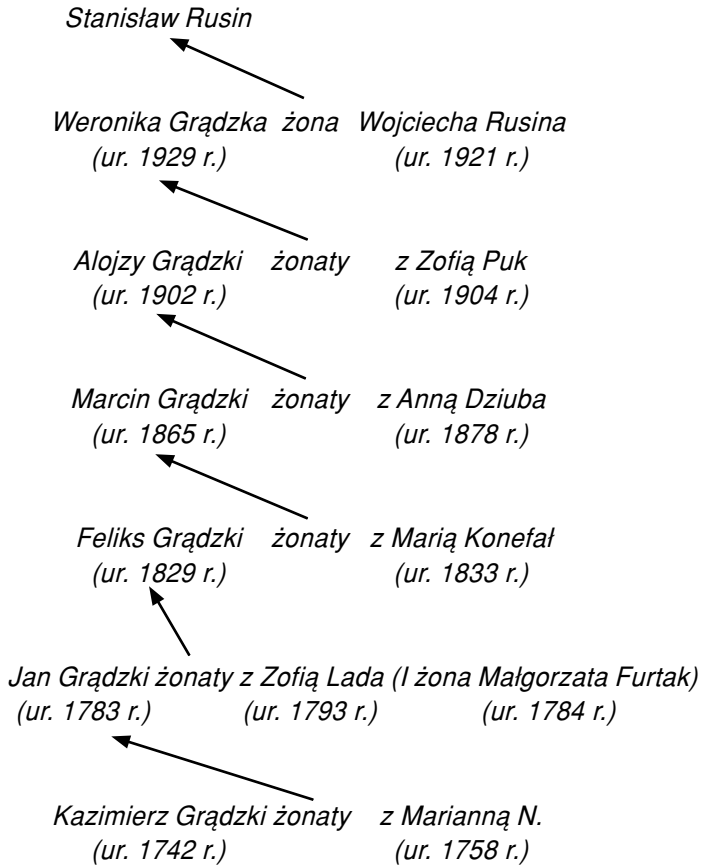 Stanisław Rusin
Weronika Grądzka żona Wojciecha Rusina
(ur. 1929 r.) (ur. 1921 r.)
Alojzy Grądzki żonaty z Zofią Puk
(ur. 1902 r.) (ur. 1904 r.)
Marcin Grądzki żonaty z Anną Dziuba
(ur. 1865 r.) (ur. 1878 r.)
Feliks Grądzki żonaty z Marią Konefał
(ur. 1829 r.) (ur. 1833 r.)
Jan Grądzki żonaty z Zofią Lada (I żona Małgorzata Furtak)
(ur. 1783 r.) (ur. 1793 r.) (ur. 1784 r.)
Kazimierz Grądzki żonaty z Marianną N.
(ur. 1742 r.) (ur. 1758 r.)